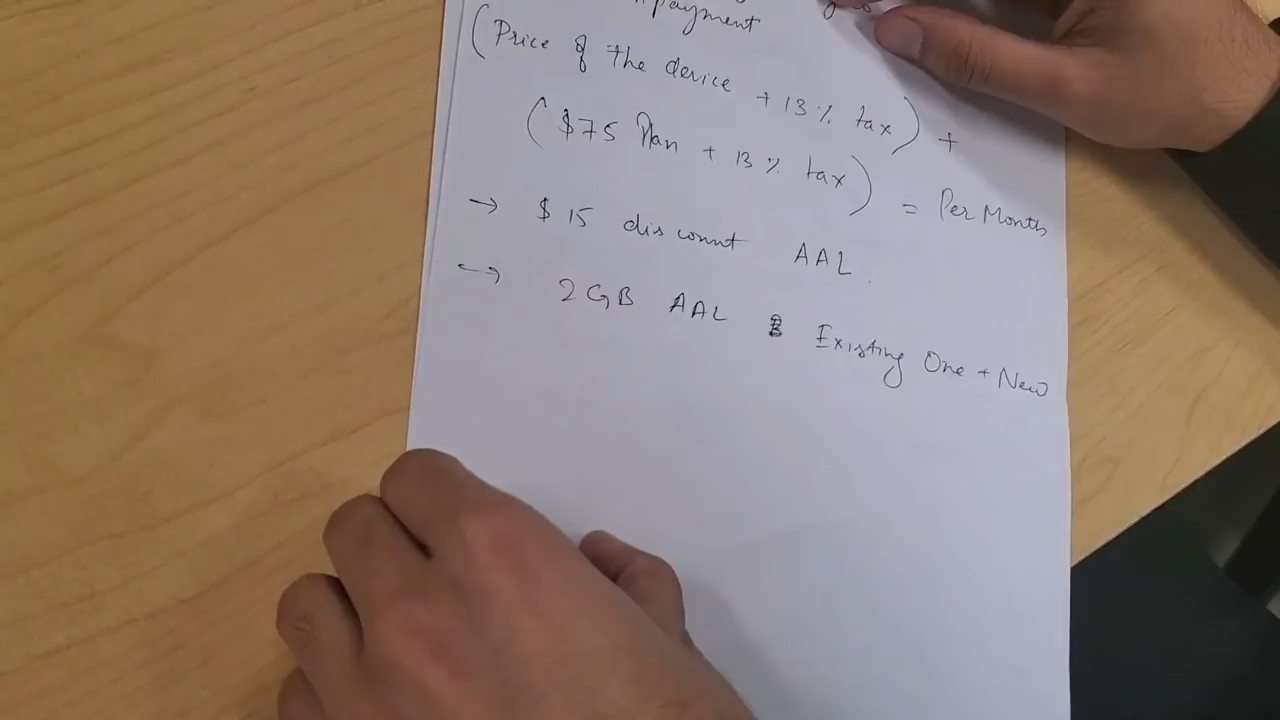 payment
(Price of the device + 13% tax) +
($75 Plan + 13% tax) = Per Month
→ $15 discount AAL
→ 2GB AAL Existing One + New